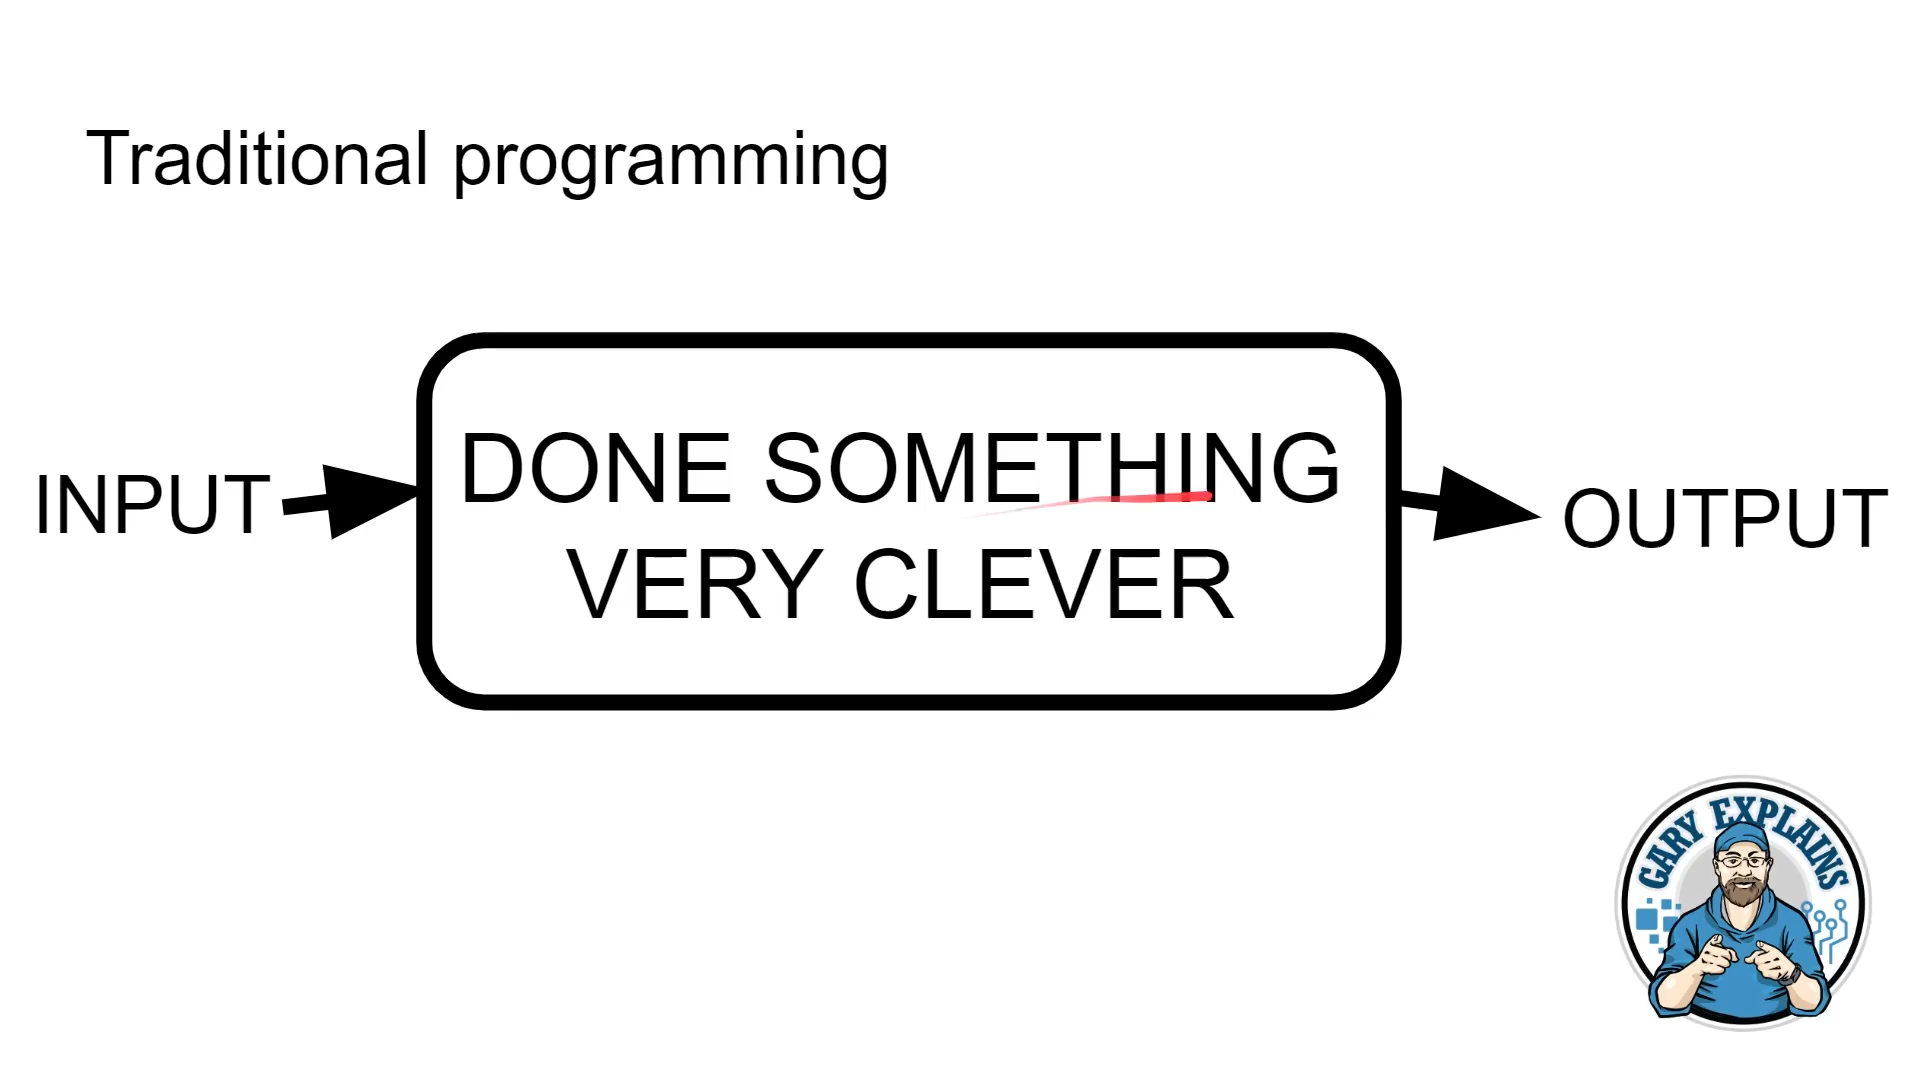 Traditional programming
INPUT
DONE SOMETHING
VERY CLEVER
OUTPUT
GARY EXPLAINS